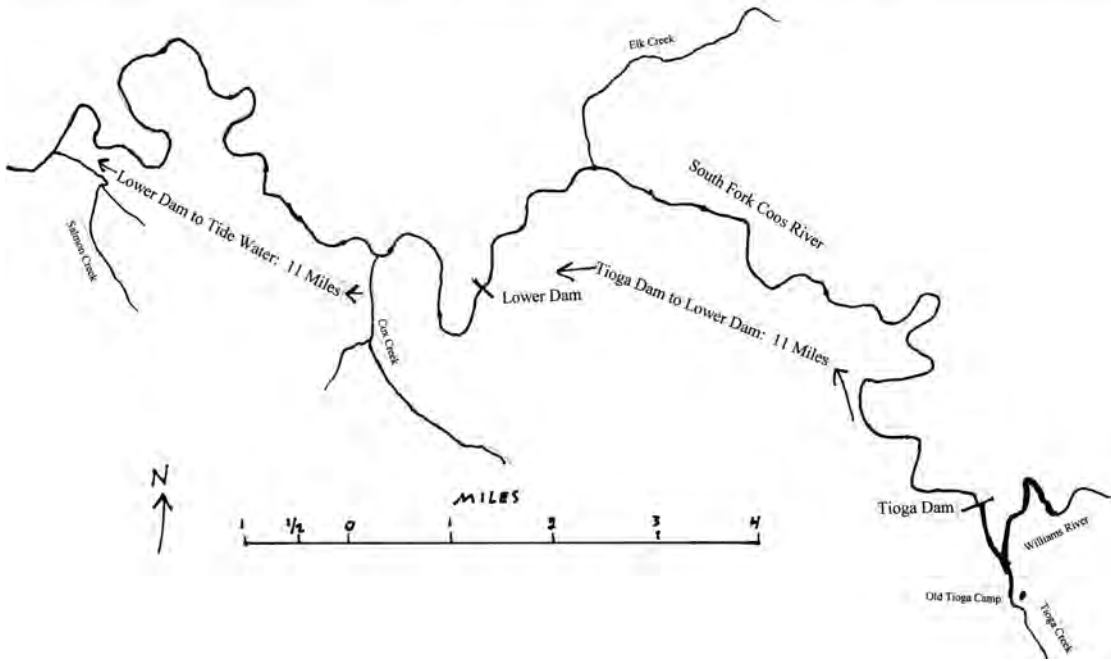 Elk Creek
South Fork Coos River
Lower Dam to Tide Water: 11 Miles
Salmon Creek
Lower Dam
Tioga Dam to Lower Dam: 11 Miles
Cox Creek
N
MILES
1 1/2 0 1 2 3 4
Tioga Dam
Williams River
Old Tioga Camp
Tioga Creek